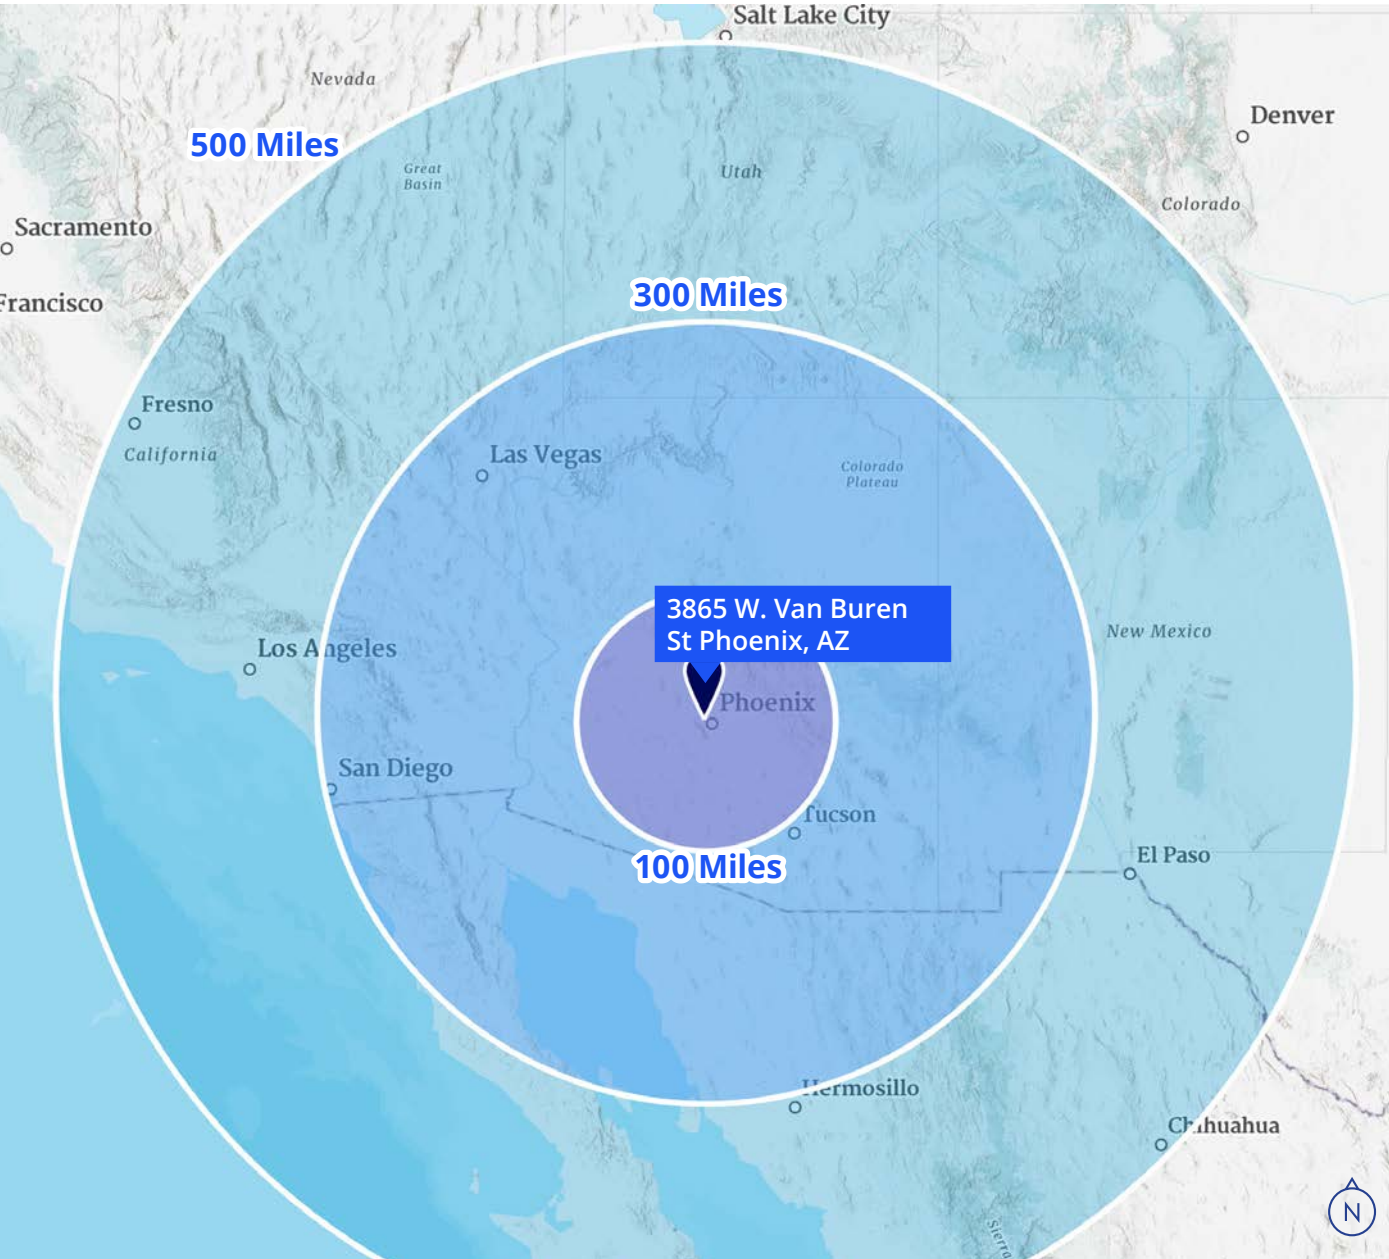 Salt Lake City
Nevada
Denver
500 Miles
Great
Basin
Utah
Colorado
Sacramento
300 Miles
Francisco
Fresno
California
Las Vegas
Colorado
Plateau
3865 W. Van Buren
St Phoenix, AZ
New Mexico
Los Angeles
Phoenix
San Diego
Tucson
El Paso
100 Miles
Hermosillo
Chihuahua
N
Sierra